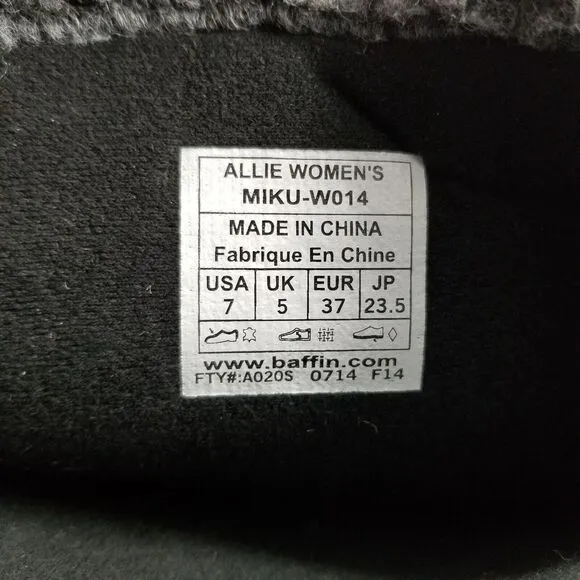 ALLIE WOMEN'S
MIKU-W014
MADE IN CHINA
Fabrique En Chine
USA UK EUR JP
7 5 37 23.5
www.baffin.com
FTY#:A020S 0714 F14